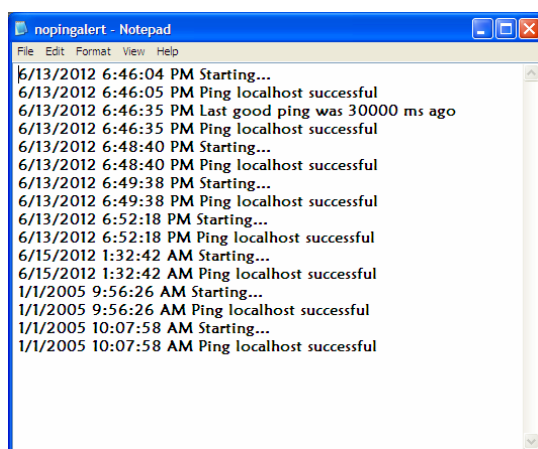 nopingalert - Notepad
File Edit Format View Help
6/13/2012 6:46:04 PM Starting...
6/13/2012 6:46:05 PM Ping localhost successful
6/13/2012 6:46:35 PM Last good ping was 30000 ms ago
6/13/2012 6:46:35 PM Ping localhost successful
6/13/2012 6:48:40 PM Starting...
6/13/2012 6:48:40 PM Ping localhost successful
6/13/2012 6:49:38 PM Starting...
6/13/2012 6:49:38 PM Ping localhost successful
6/13/2012 6:52:18 PM Starting...
6/13/2012 6:52:18 PM Ping localhost successful
6/15/2012 1:32:42 AM Starting...
6/15/2012 1:32:42 AM Ping localhost successful
1/1/2005 9:56:26 AM Starting...
1/1/2005 9:56:26 AM Ping localhost successful
1/1/2005 10:07:58 AM Starting...
1/1/2005 10:07:58 AM Ping localhost successful